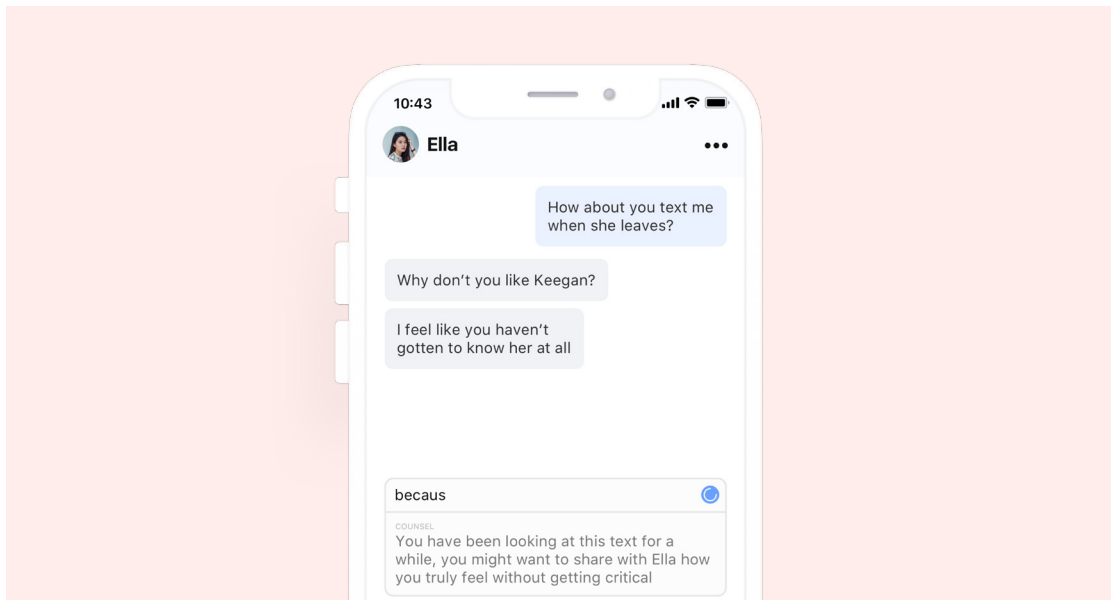 10:43
Ella
How about you text me
when she leaves?
Why don’t you like Keegan?
I feel like you haven’t
gotten to know her at all
becaus
COUNSEL
You have been looking at this text for a
while, you might want to share with Ella how
you truly feel without getting critical